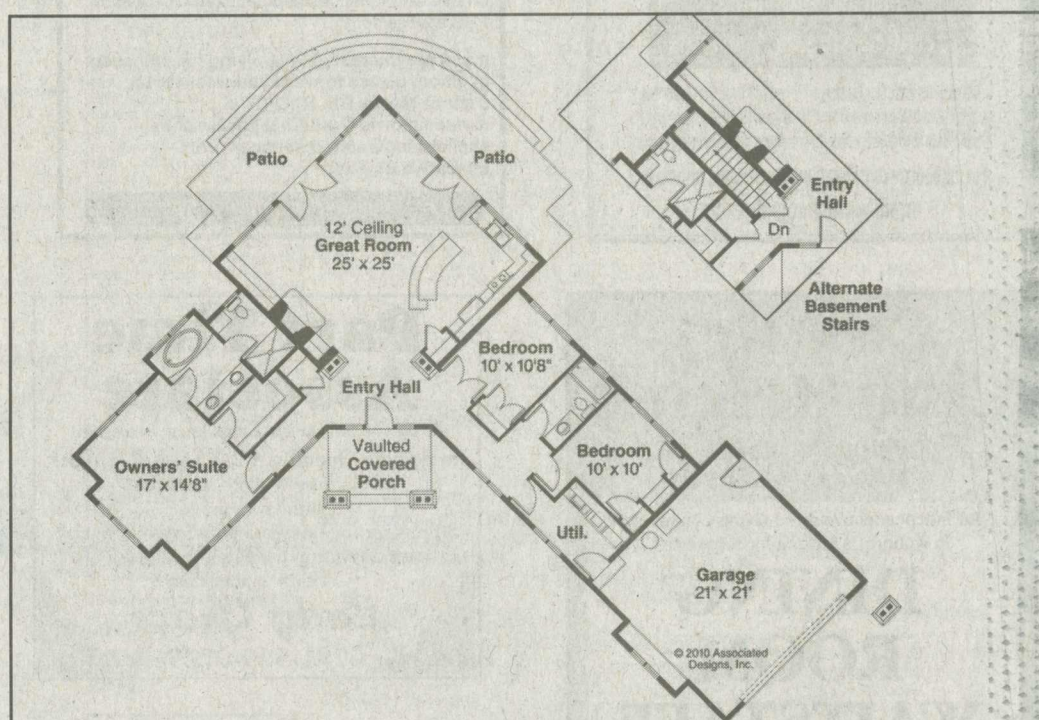 Patio
Patio
12' Ceiling
Great Room
25' x 25'
Entry
Hall
Dn
Alternate
Basement
Stairs
Bedroom
10' x 10'8"
Entry Hall
Vaulted
Covered
Porch
Owners' Suite
17' x 14'8"
Bedroom
10' x 10'
Util.
Garage
21' x 21'
© 2010 Associated
Designs, Inc.